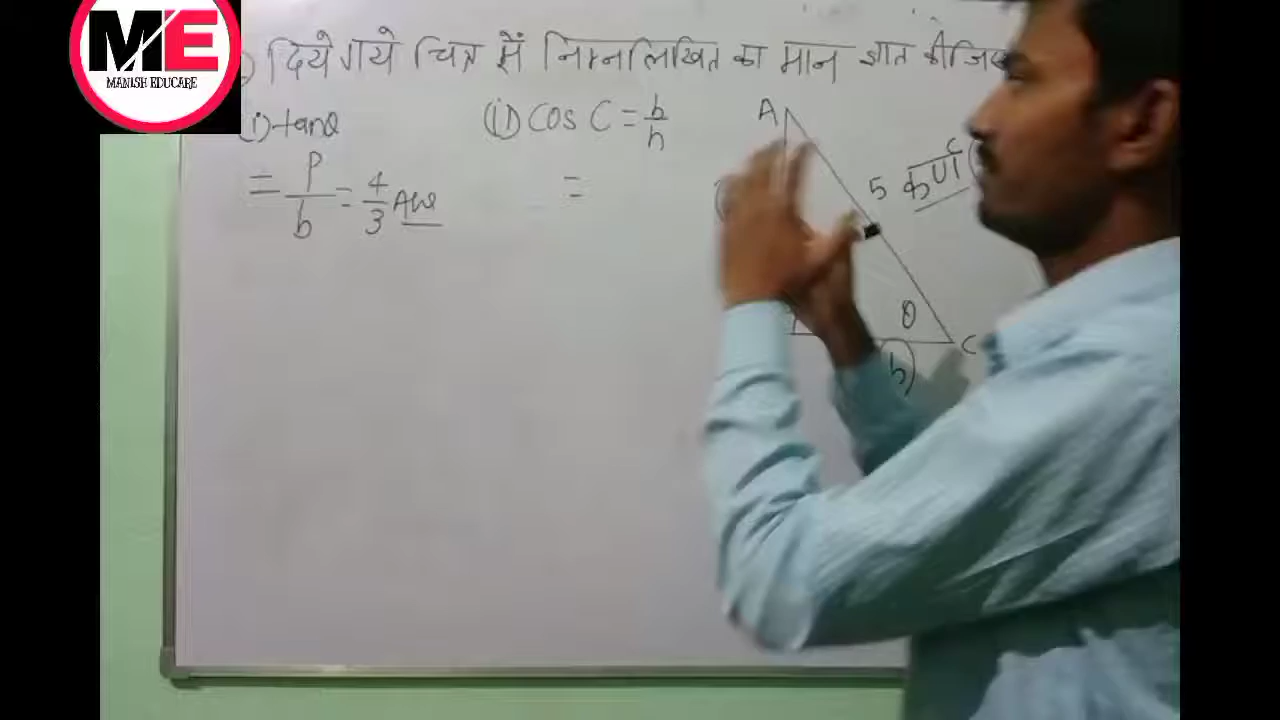 ME
MANISH EDUCARE
दिये गये चित्र में निम्नलिखित का मान ज्ञात कीजिए
(i) tanθ
(ii) Cos C = b/h
= p/b = 4/3 Ans
=
A
5 कर्ण
θ
C
b